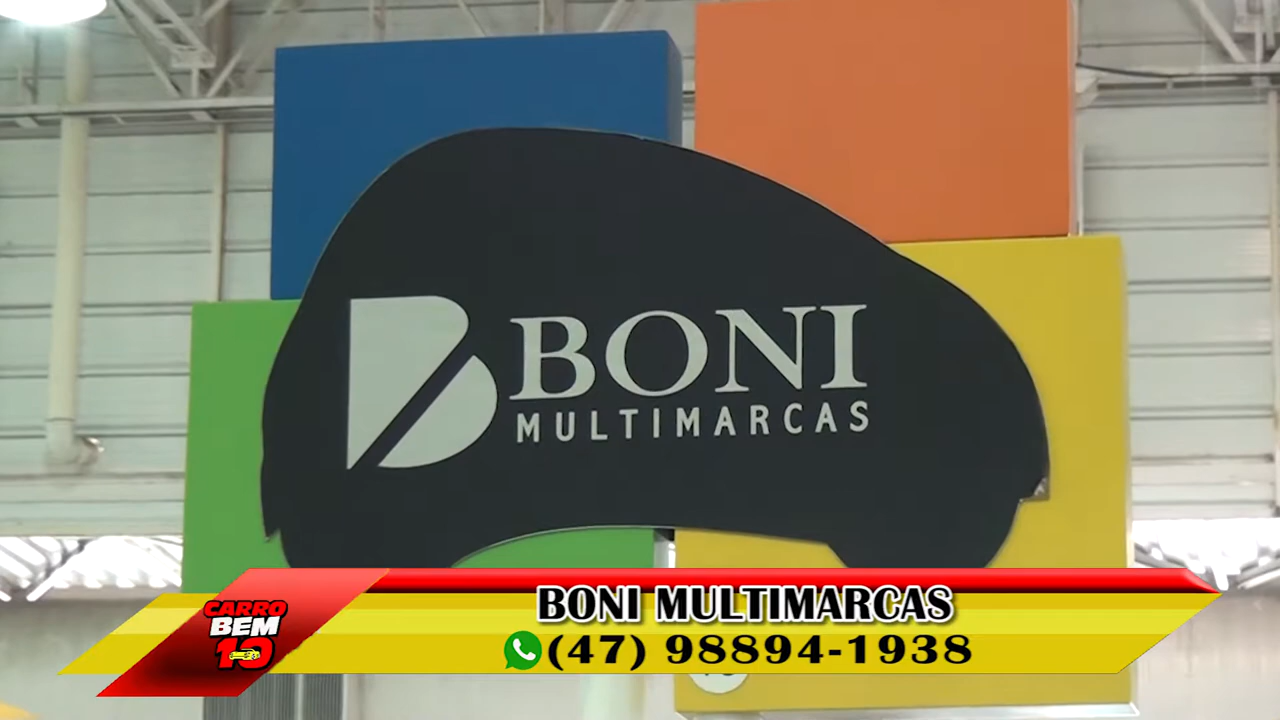 BONI
MULTIMARCAS
CARRO
BEM
10
BONI MULTIMARCAS
(47) 98894-1938